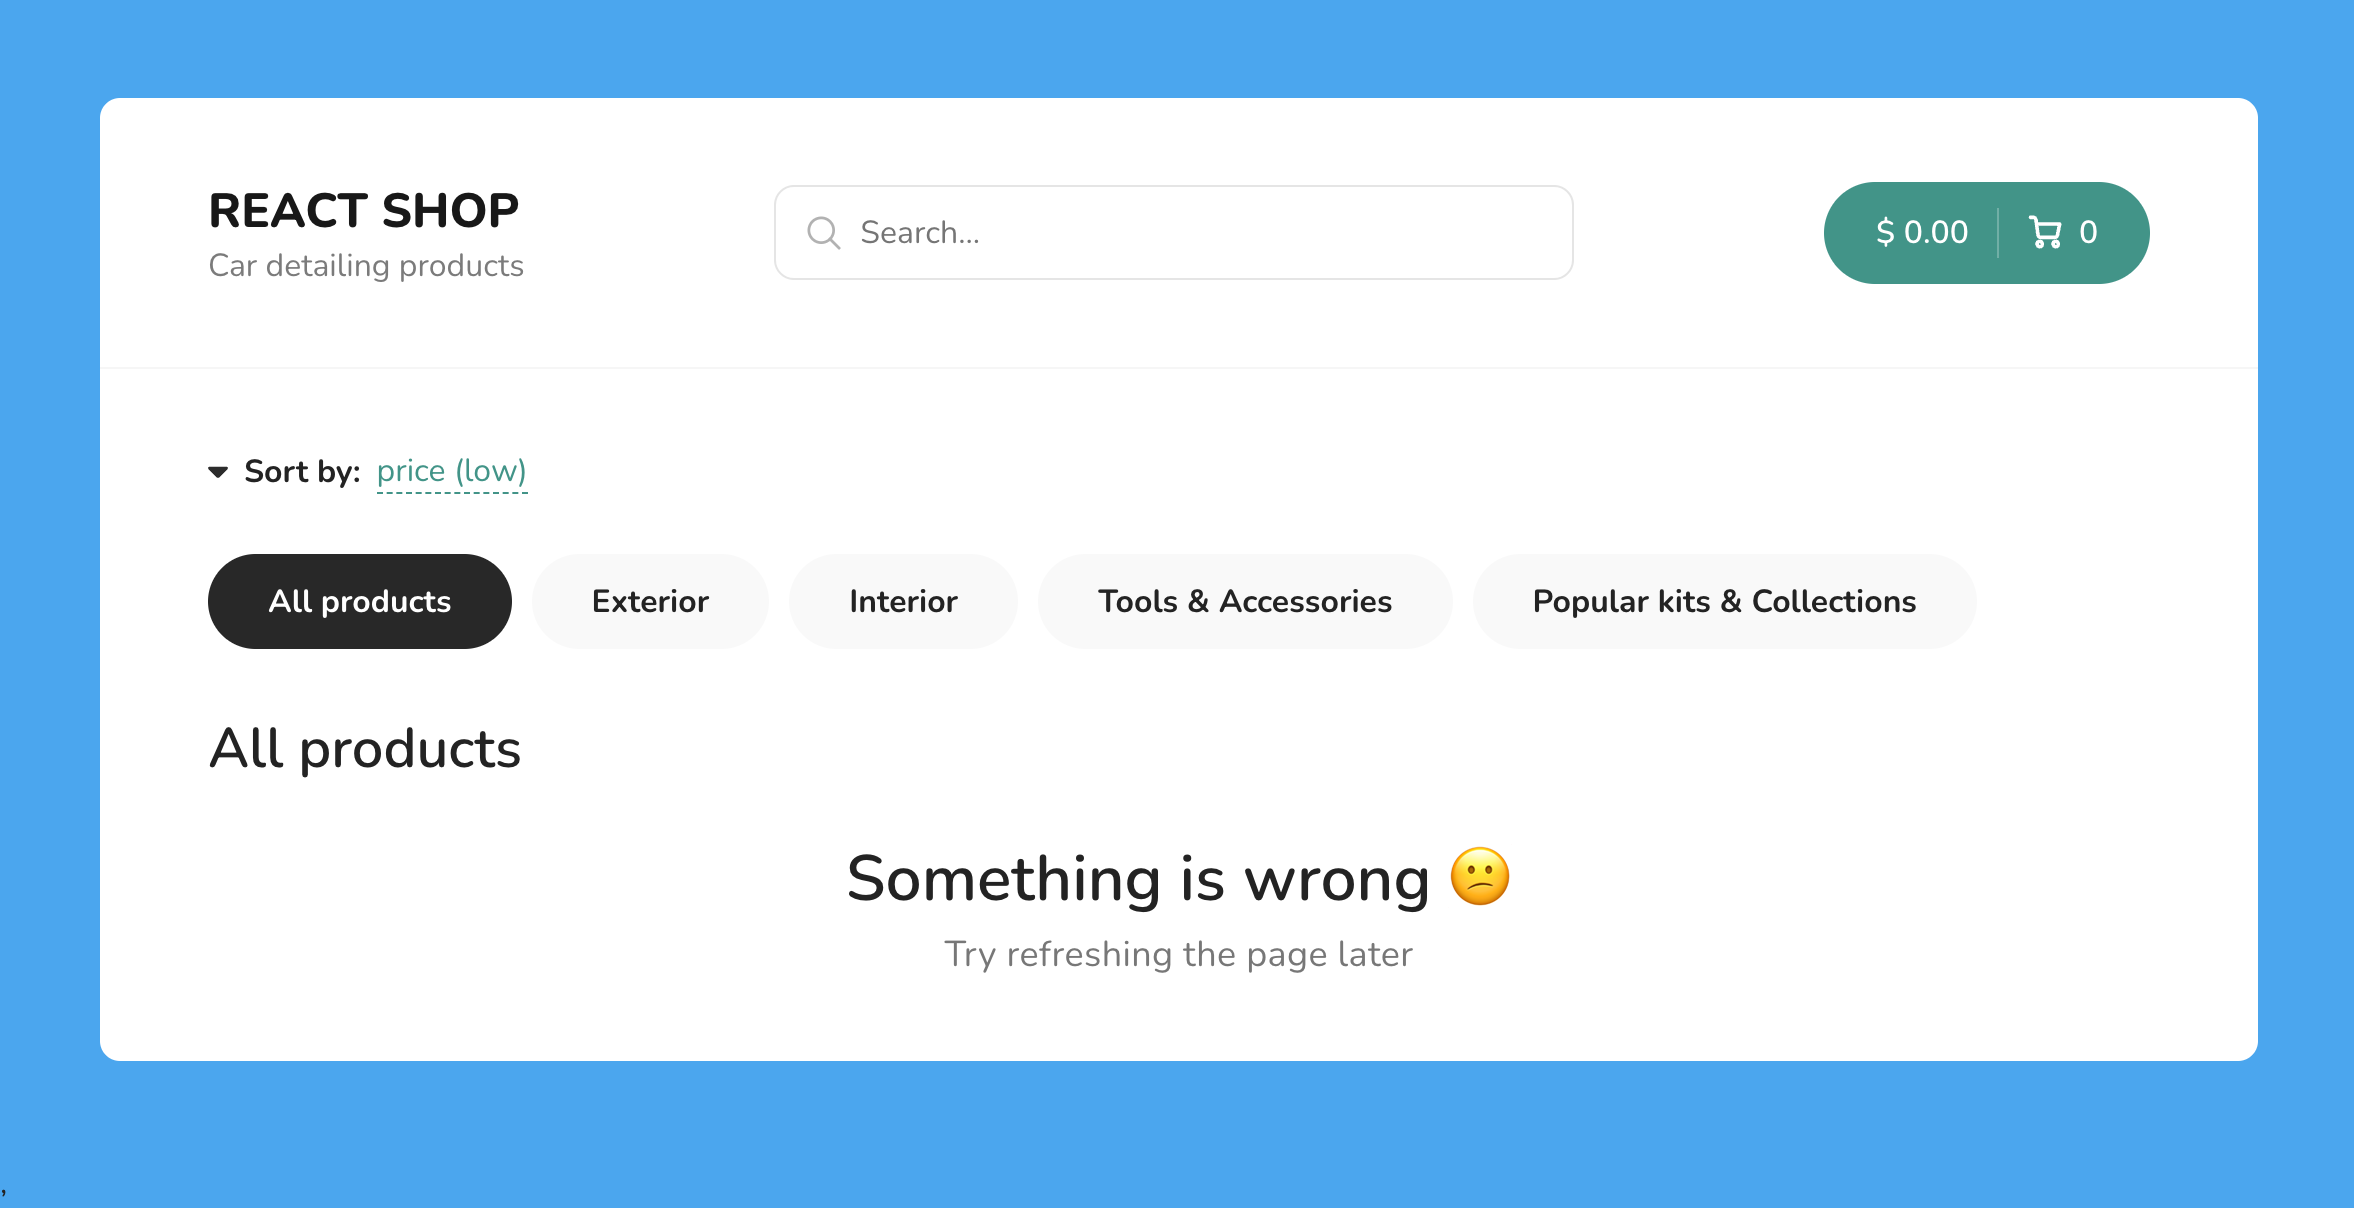 REACT SHOP
Car detailing products
Search...
$ 0.00
0
Sort by: price (low)
All products
Exterior
Interior
Tools & Accessories
Popular kits & Collections
All products
Something is wrong 😕
Try refreshing the page later
,